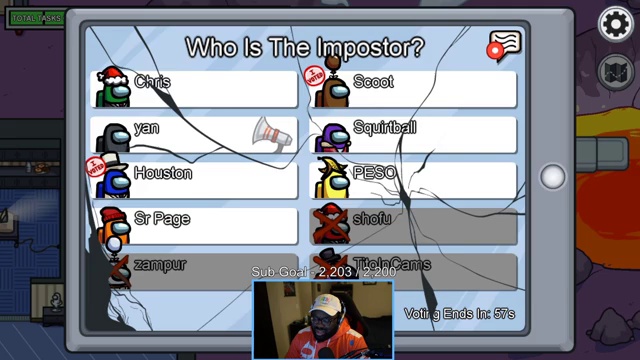 TOTAL TASKS
Who Is The Impostor?
Chris
I VOTED
Scoot
yan
Squirtball
I VOTED
Houston
PESO
Sr Page
shofu
zampur
TitoInCams
Sub Goal - 2,203 / 2,200
Voting Ends In: 57s